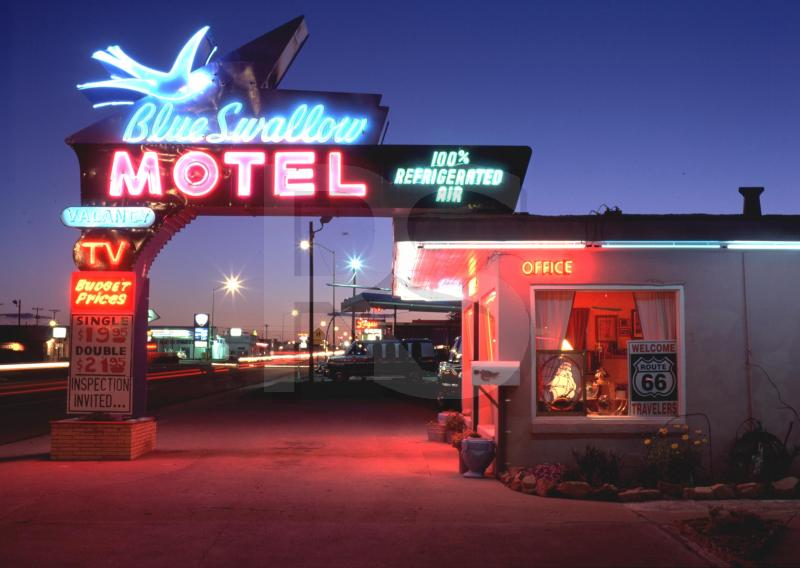 Blue Swallow
MOTEL
100%
REFRIGERATED
AIR
VACANCY
TV
BUDGET
PRICES
SINGLE
$19.95
DOUBLE
$21.95
INSPECTION
INVITED...
OFFICE
WELCOME
ROUTE
66
TRAVELERS